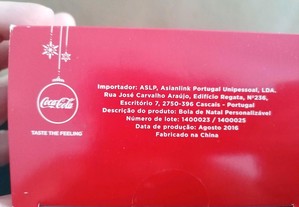 Coca-Cola
TASTE THE FEELING
Importador: ASLP, Asianlink Portugal Unipessoal, LDA.
Rua José Carvalho Araújo, Edifício Regata, Nº236,
Escritório 7, 2750-396 Cascais - Portugal
Descrição do produto: Bola de Natal Personalizável
Número de lote: 1400023 / 1400025
Data de produção: Agosto 2016
Fabricado na China